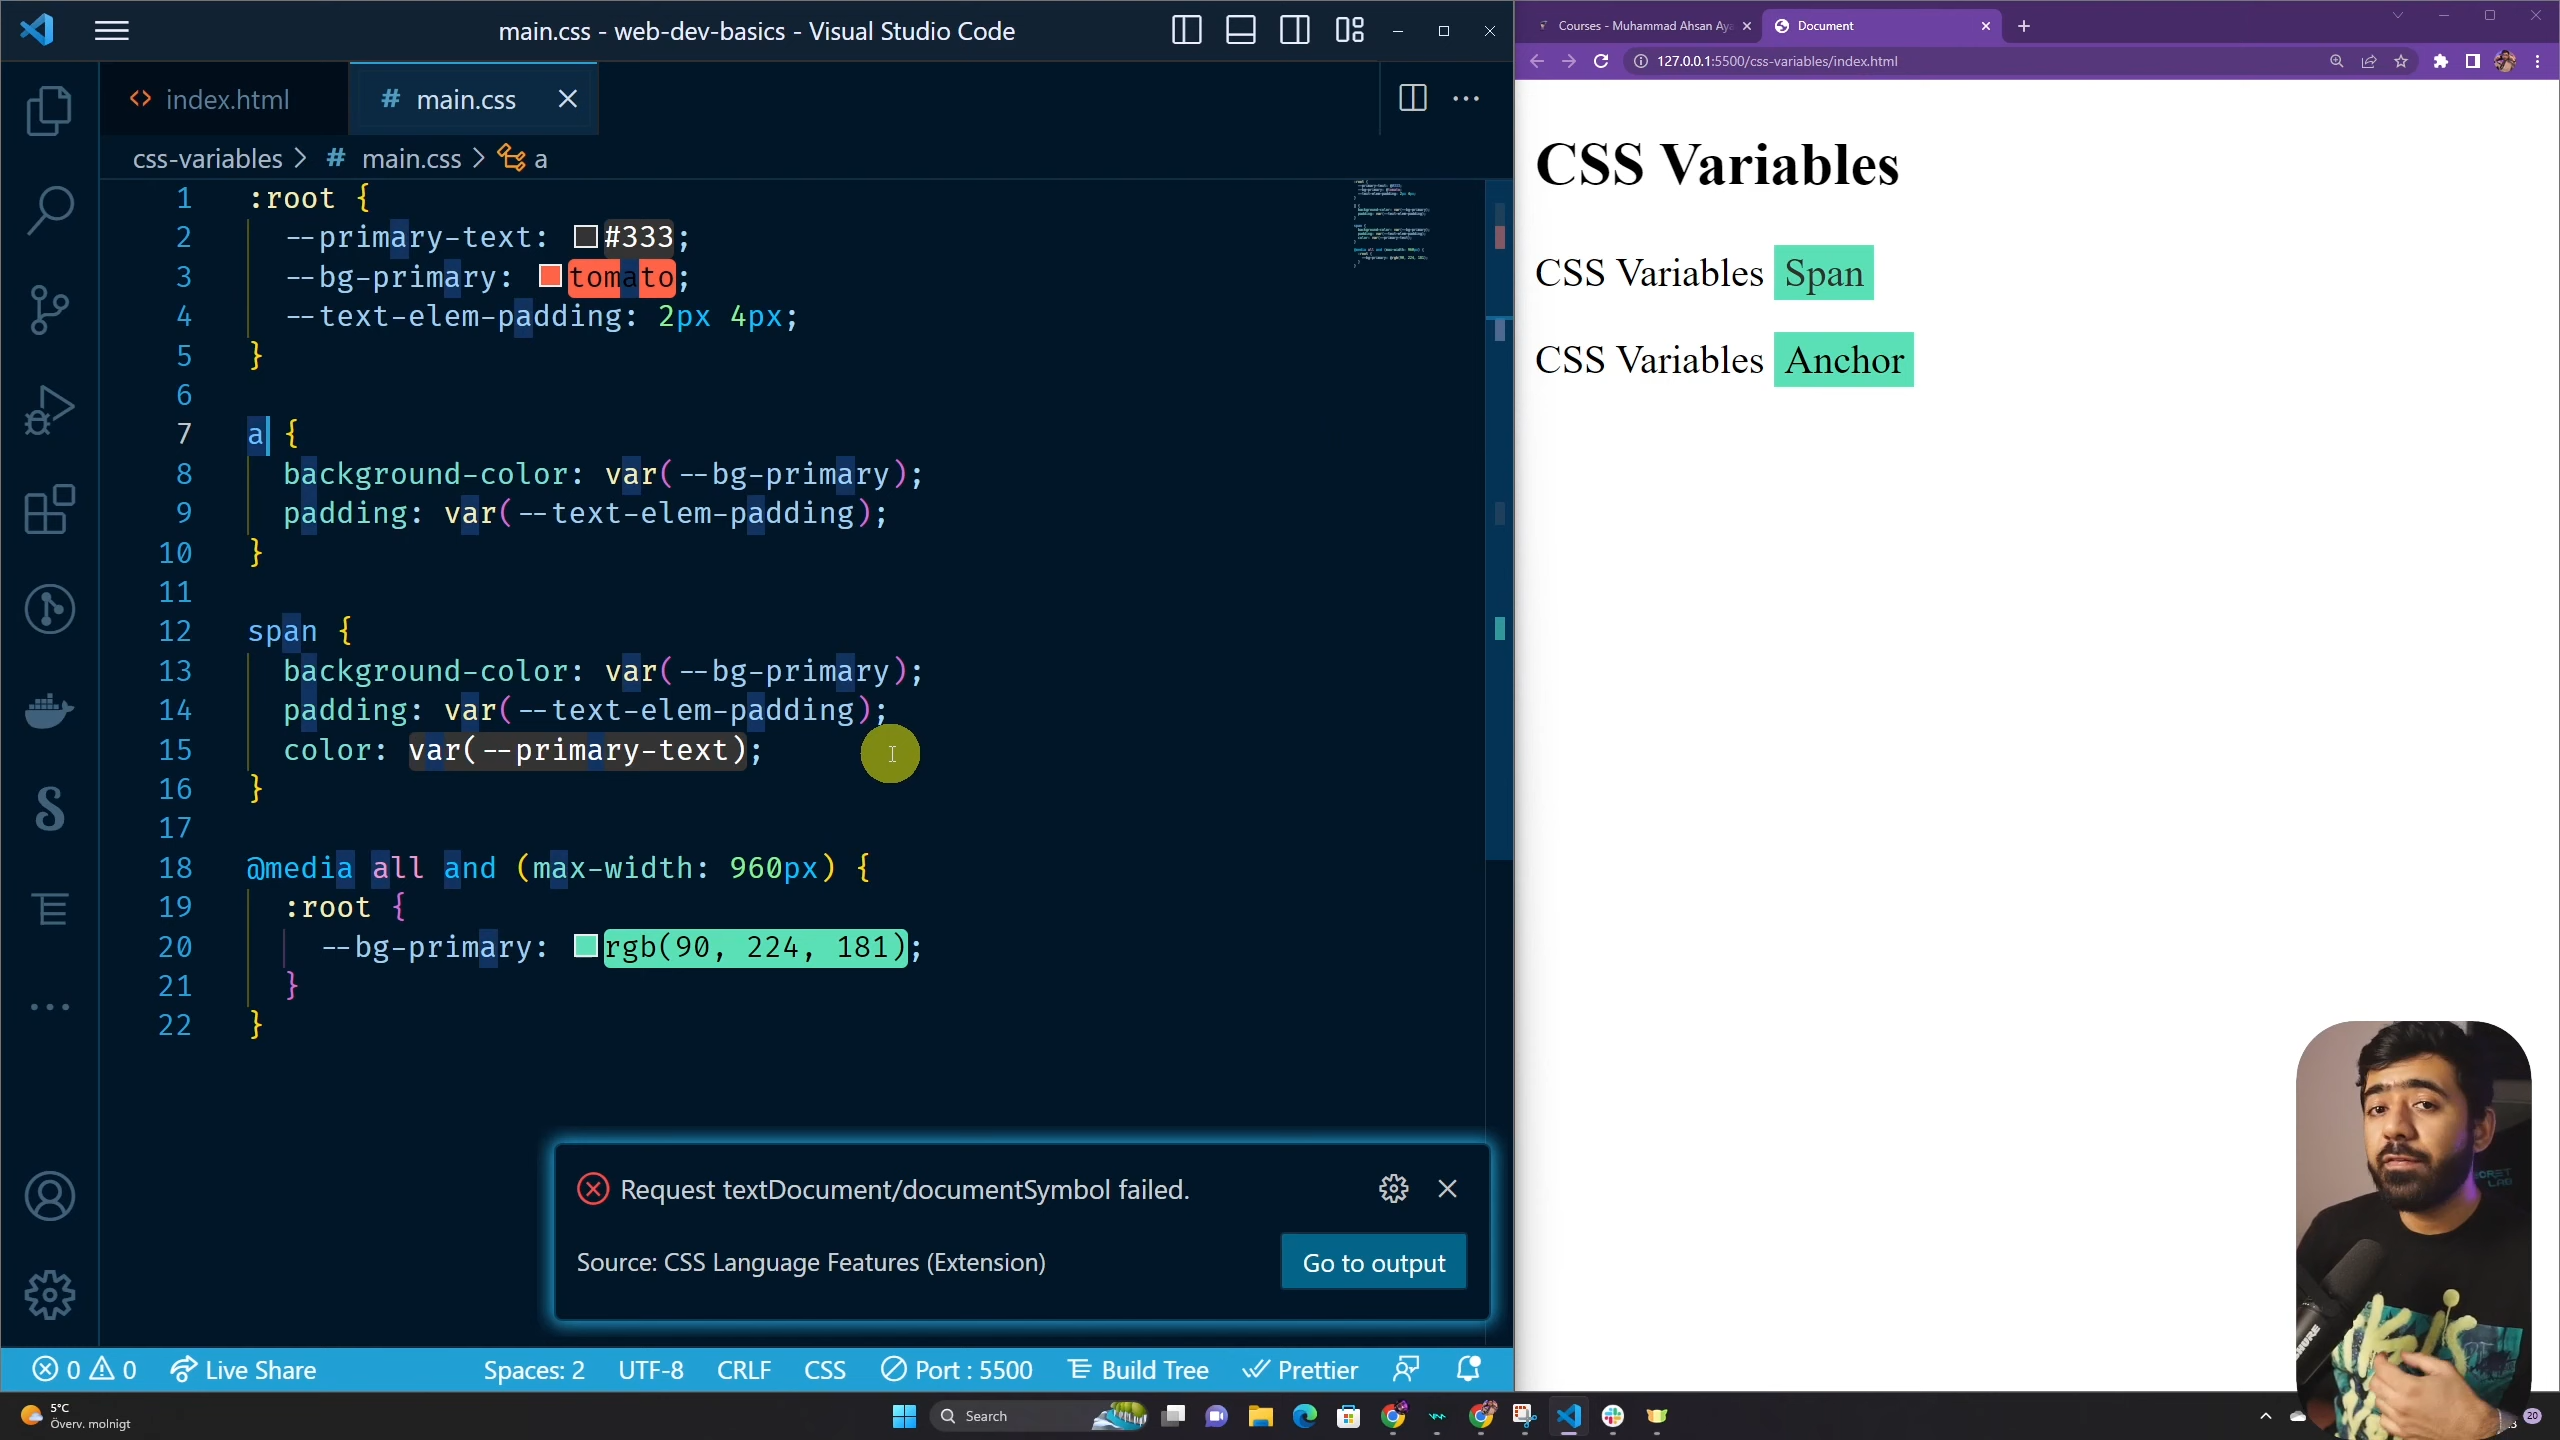 main.css - web-dev-basics - Visual Studio Code
index.html
main.css
css-variables > # main.css > a
1 :root {
2 --primary-text: #333;
3 --bg-primary: tomato;
4 --text-elem-padding: 2px 4px;
5 }
6
7 a {
8 background-color: var(--bg-primary);
9 padding: var(--text-elem-padding);
10 }
11
12 span {
13 background-color: var(--bg-primary);
14 padding: var(--text-elem-padding);
15 color: var(--primary-text);
16 }
17
18 @media all and (max-width: 960px) {
19 :root {
20 --bg-primary: rgb(90, 224, 181);
21 }
22 }
Request textDocument/documentSymbol failed.
Source: CSS Language Features (Extension)
Go to output
0 0 Live Share Spaces: 2 UTF-8 CRLF CSS Port : 5500 Build Tree Prettier
Courses - Muhammad Ahsan Aya
Document
127.0.0.1:5500/css-variables/index.html
CSS Variables
CSS Variables Span
CSS Variables Anchor
5°C
Överv. molnigt
Search
20